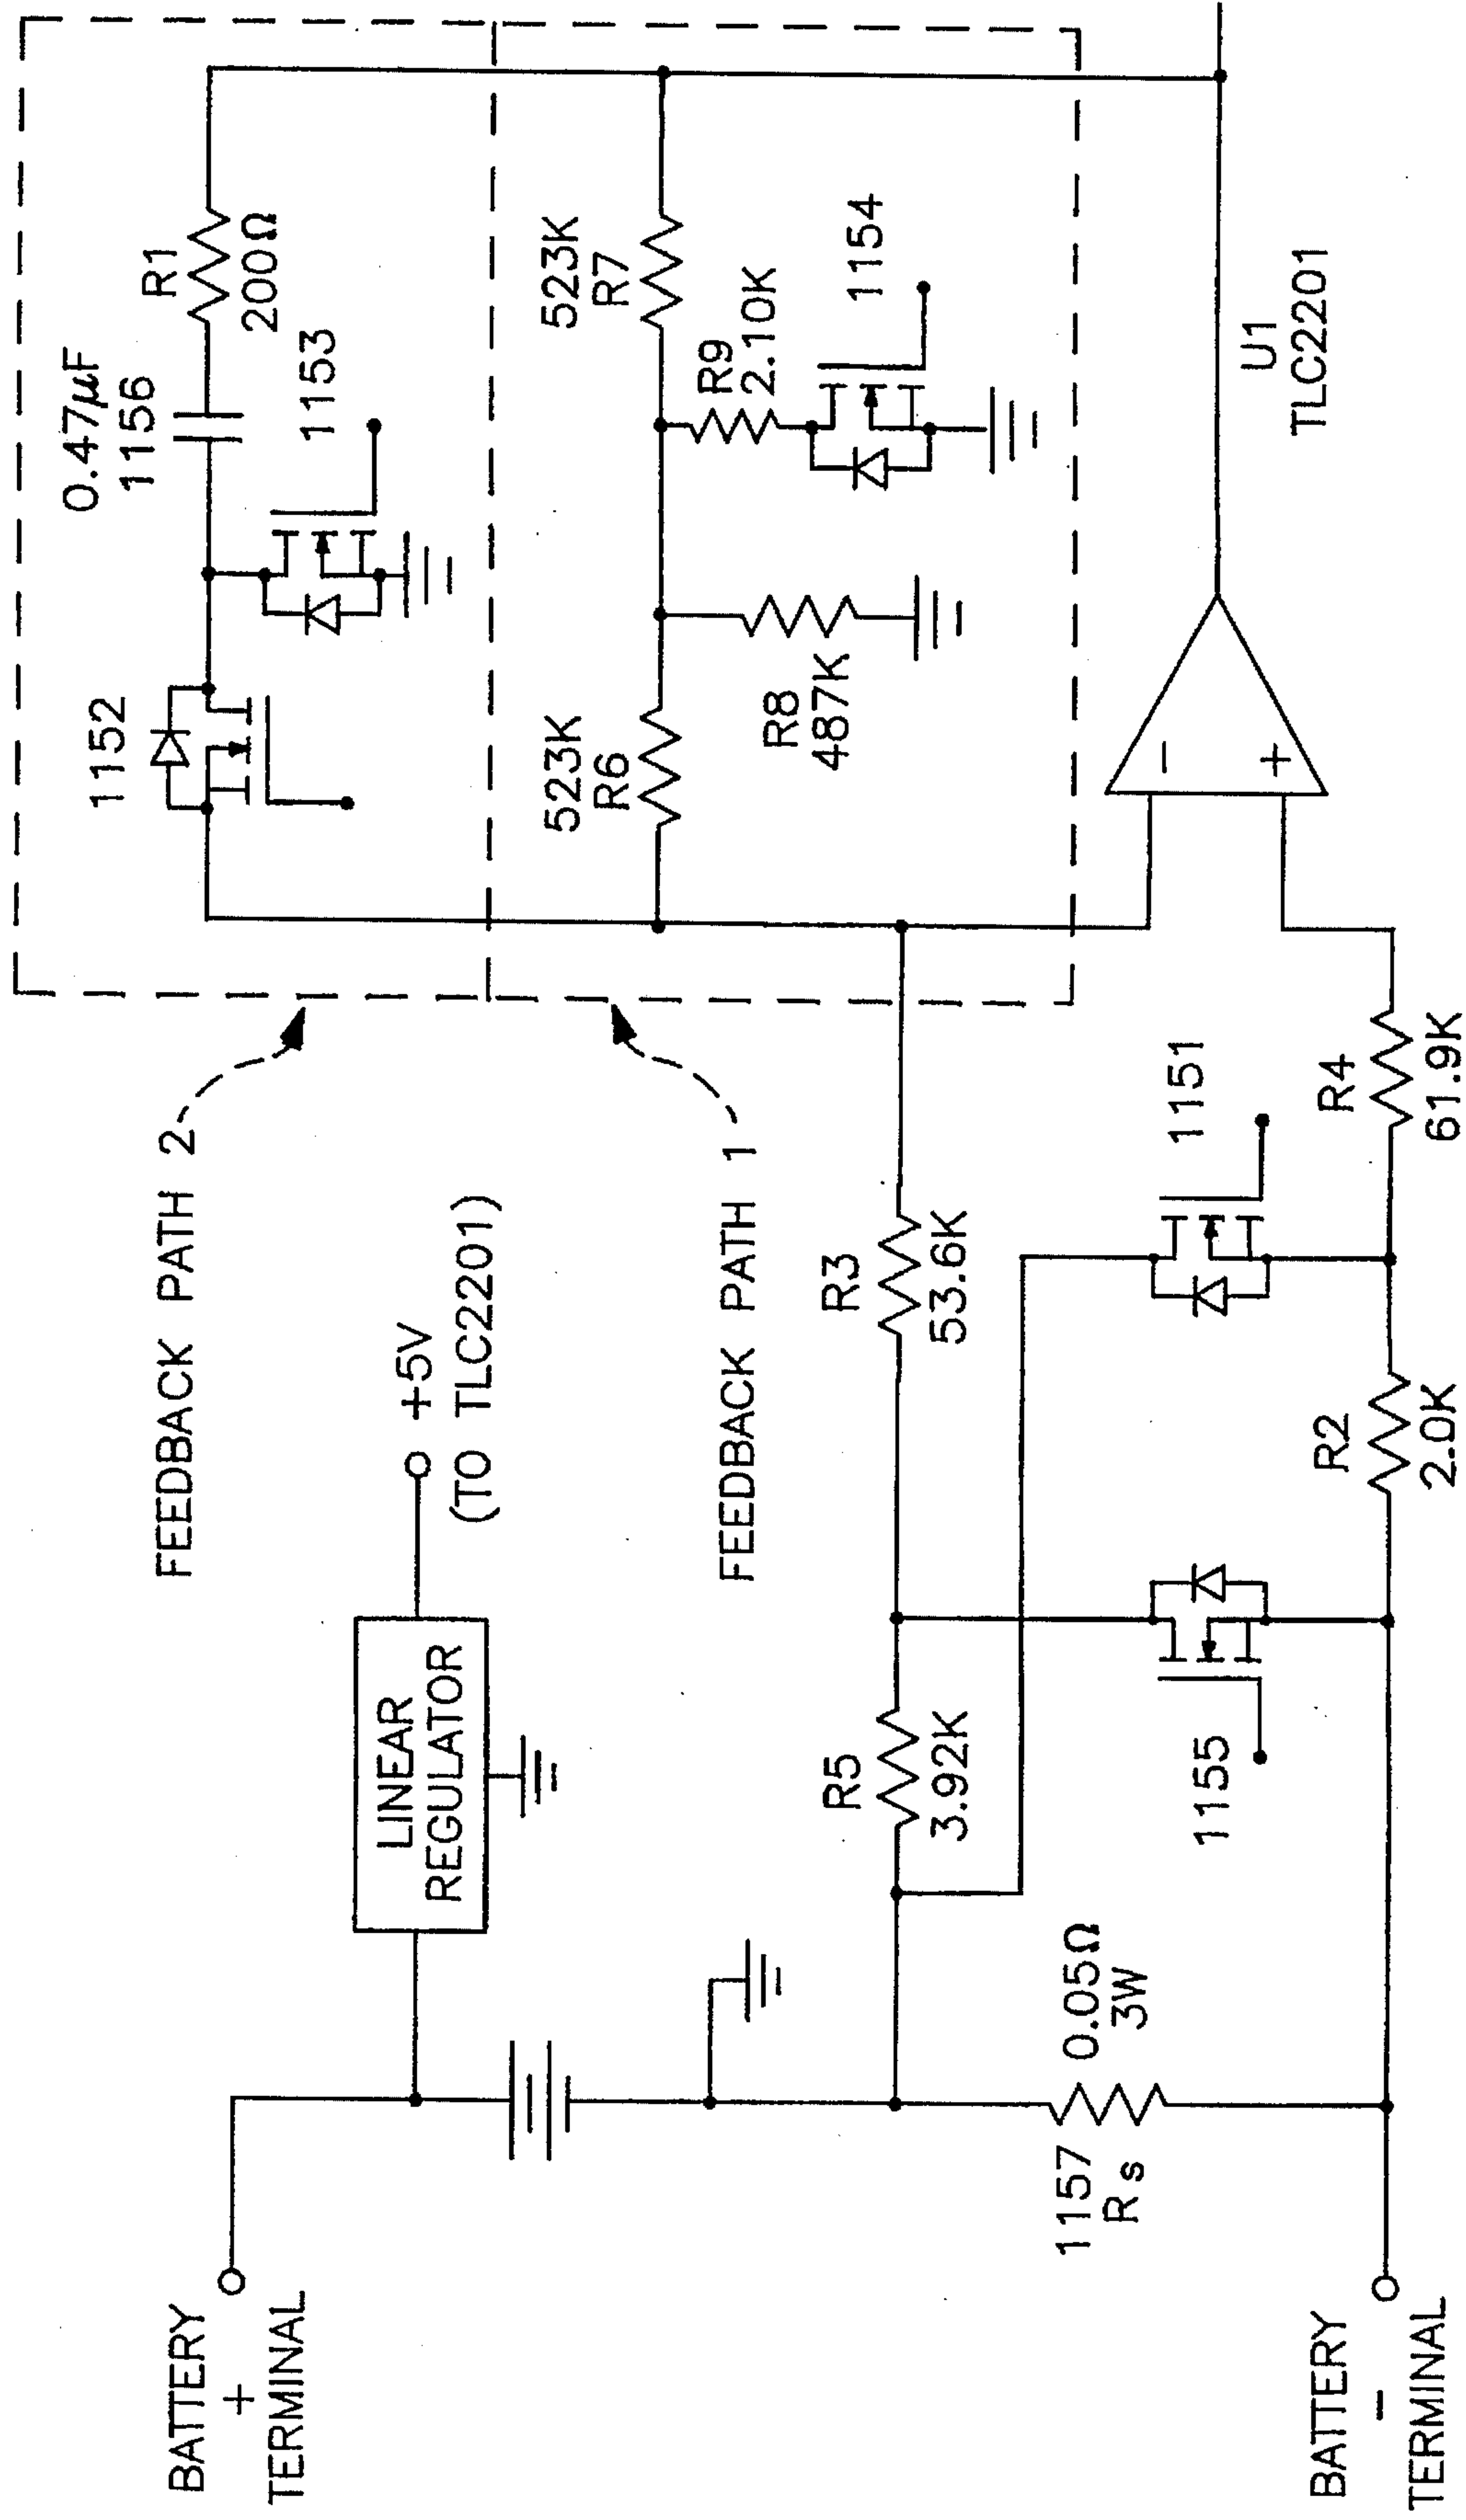 0.47µF
1156
R1
200Ω
1152
1153
FEEDBACK PATH 2
523K
R6
523K
R7
R9
2.10K
1154
R8
487K
LINEAR
REGULATOR
+5V
(TO TLC2201)
FEEDBACK PATH 1
BATTERY
+
TERMINAL
R5
3.92K
R3
53.6K
1157
Rs
0.05Ω
3W
1155
1151
−
+
U1
TLC2201
R2
2.0K
R4
61.9K
BATTERY
−
TERMINAL